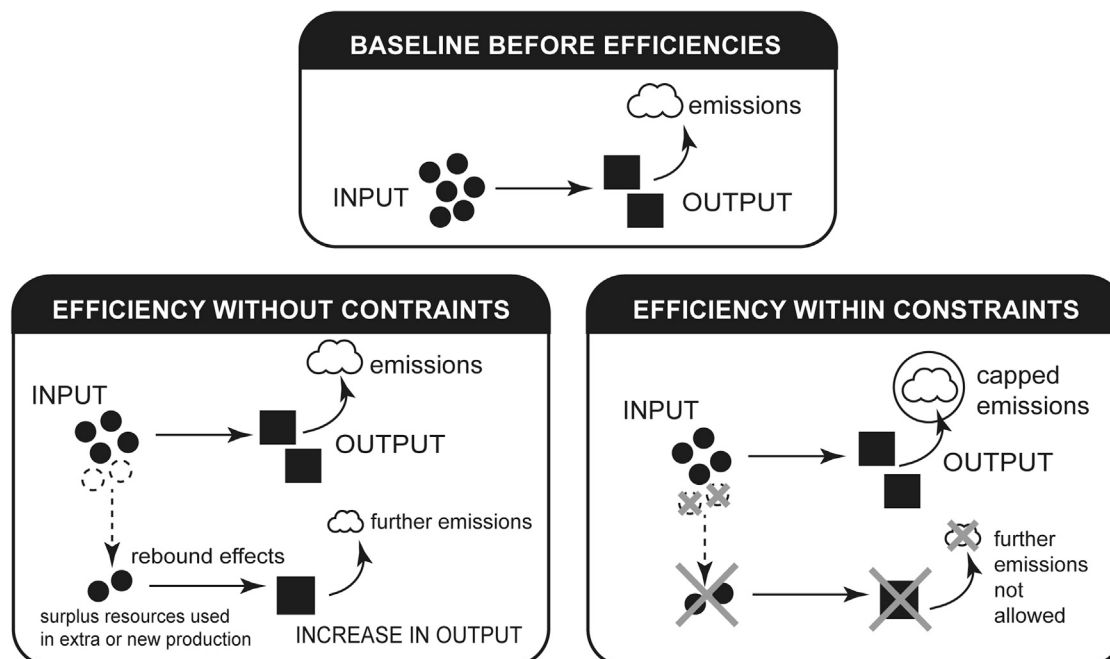 BASELINE BEFORE EFFICIENCIES
emissions
INPUT
OUTPUT
EFFICIENCY WITHOUT CONTRAINTS
emissions
INPUT
OUTPUT
further emissions
rebound effects
surplus resources used
in extra or new production
INCREASE IN OUTPUT
EFFICIENCY WITHIN CONSTRAINTS
capped
emissions
INPUT
OUTPUT
further
emissions
not
allowed